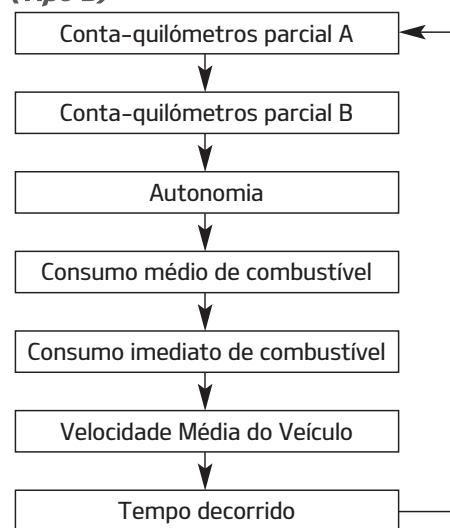 Conta-quilómetros parcial A
Conta-quilómetros parcial B
Autonomia
Consumo médio de combustível
Consumo imediato de combustível
Velocidade Média do Veículo
Tempo decorrido